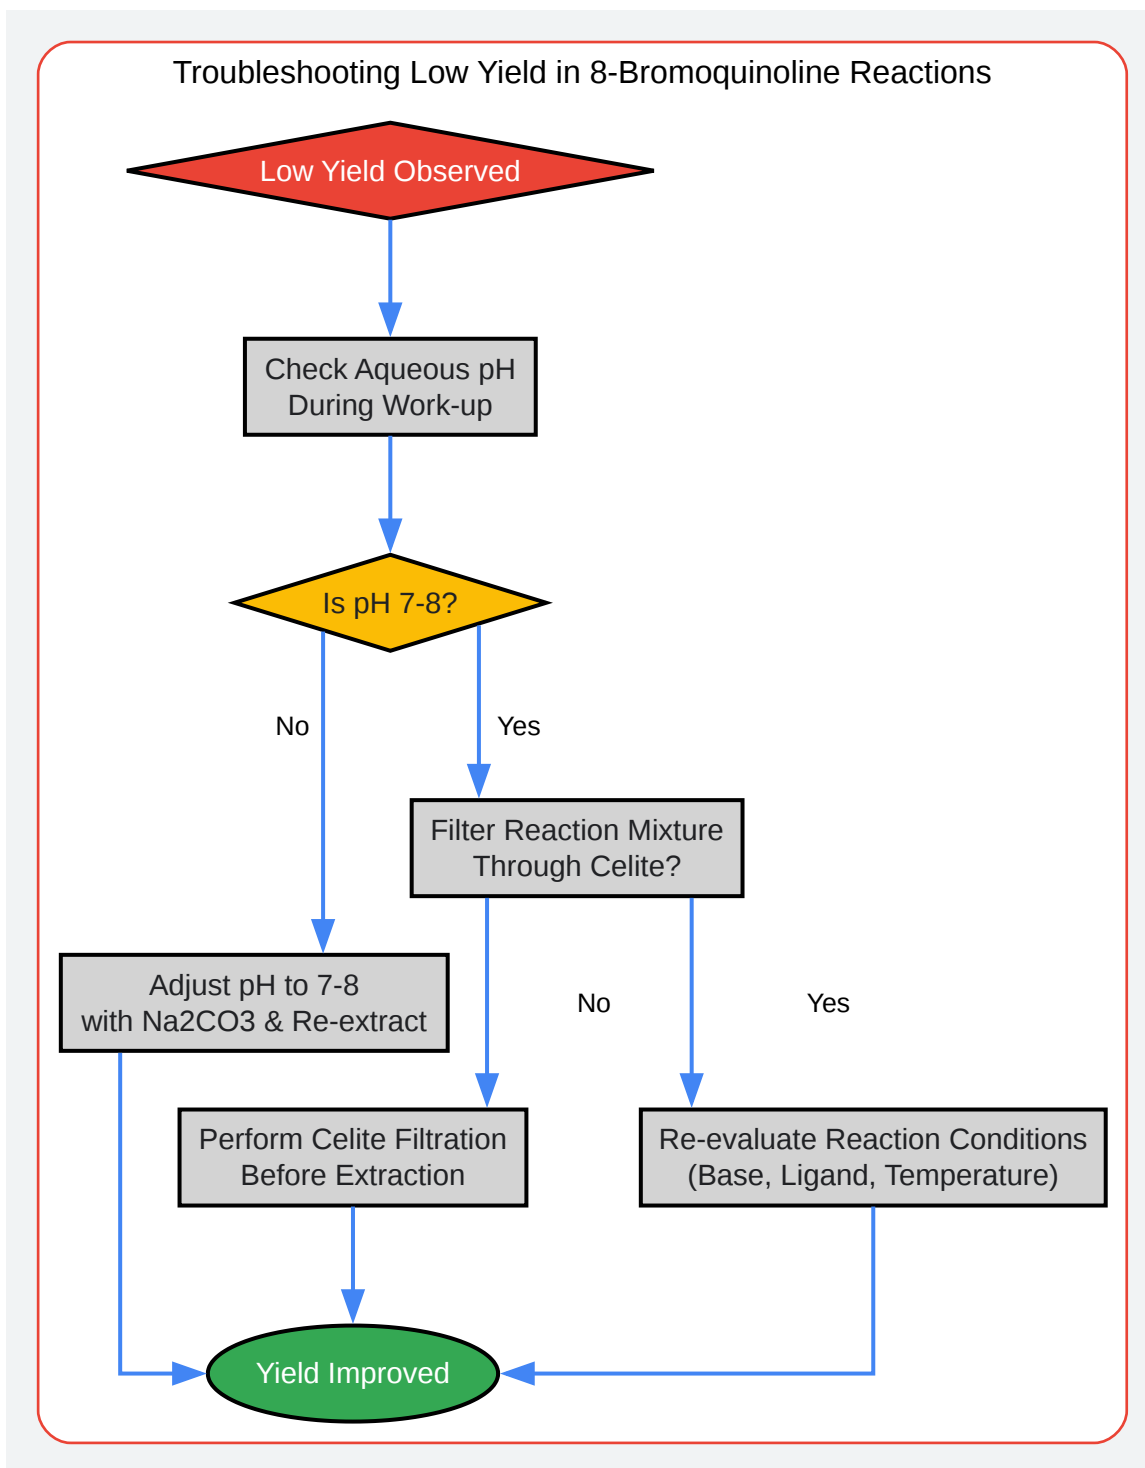 Troubleshooting Low Yield in 8-Bromoquinoline Reactions
Low Yield Observed
Check Aqueous pH
During Work-up
Is pH 7-8?
No
Yes
Filter Reaction Mixture
Through Celite?
Adjust pH to 7-8
with Na2CO3 & Re-extract
No
Yes
Perform Celite Filtration
Before Extraction
Re-evaluate Reaction Conditions
(Base, Ligand, Temperature)
Yield Improved